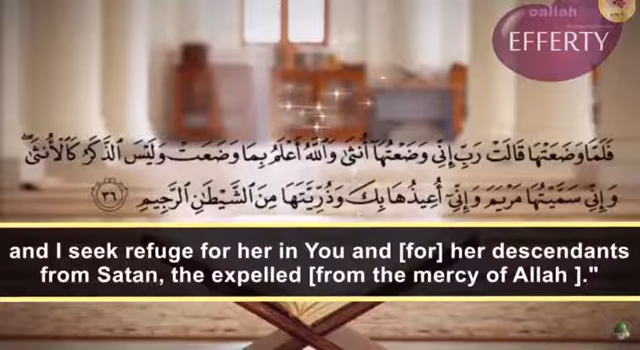 oallah
EFFERTY
فَلَمَّا وَضَعَتْهَا قَالَتْ رَبِّ إِنِّي وَضَعْتُهَا أُنثَىٰ وَاللَّهُ أَعْلَمُ بِمَا وَضَعَتْ وَلَيْسَ الذَّكَرُ كَالْأُنثَىٰ ۖ
وَإِنِّي سَمَّيْتُهَا مَرْيَمَ وَإِنِّي أُعِيذُهَا بِكَ وَذُرِّيَّتَهَا مِنَ الشَّيْطَانِ الرَّجِيمِ ٣٦
and I seek refuge for her in You and [for] her descendants
from Satan, the expelled [from the mercy of Allah ]."